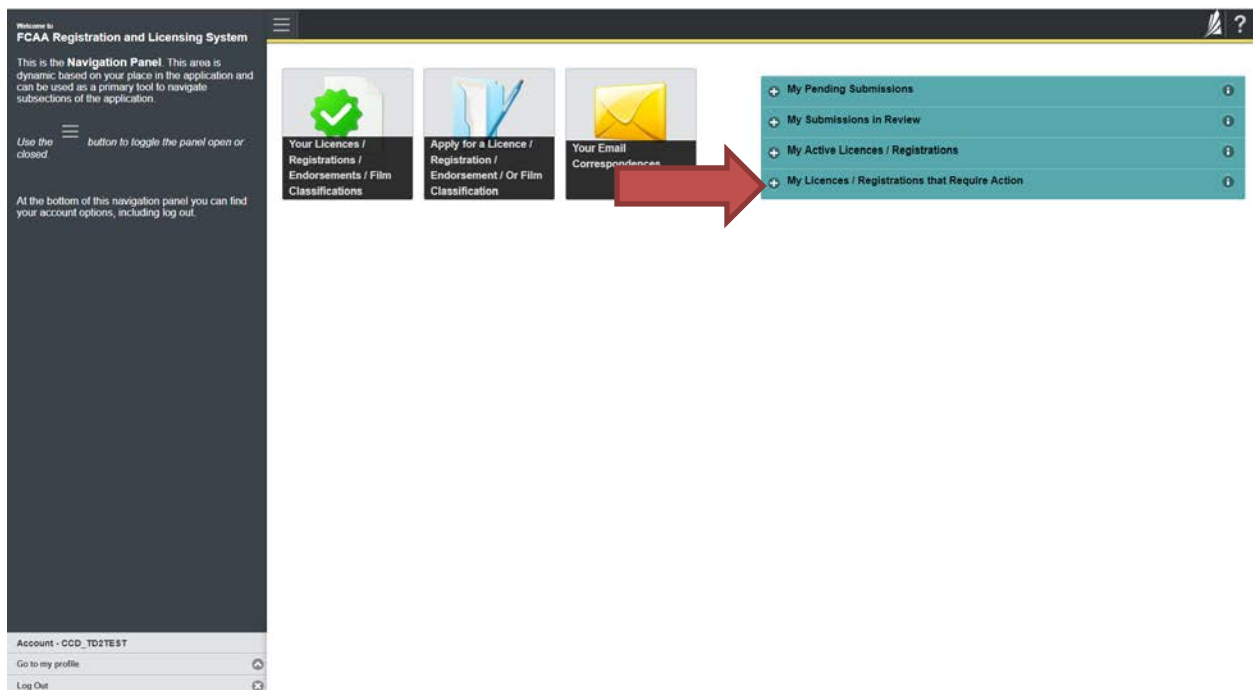 Welcome to
FCAA Registration and Licensing System
This is the Navigation Panel. This area is
dynamic based on your place in the application and
can be used as a primary tool to navigate
subsections of the application.
Use the button to toggle the panel open or
closed.
At the bottom of this navigation panel you can find
your account options, including log out.
Account - CCD_TD2TEST
Go to my profile
Log Out
?
Your Licences /
Registrations /
Endorsements / Film
Classifications
Apply for a Licence /
Registration /
Endorsement / Or Film
Classification
Your Email
Correspondences
My Pending Submissions
My Submissions in Review
My Active Licences / Registrations
My Licences / Registrations that Require Action